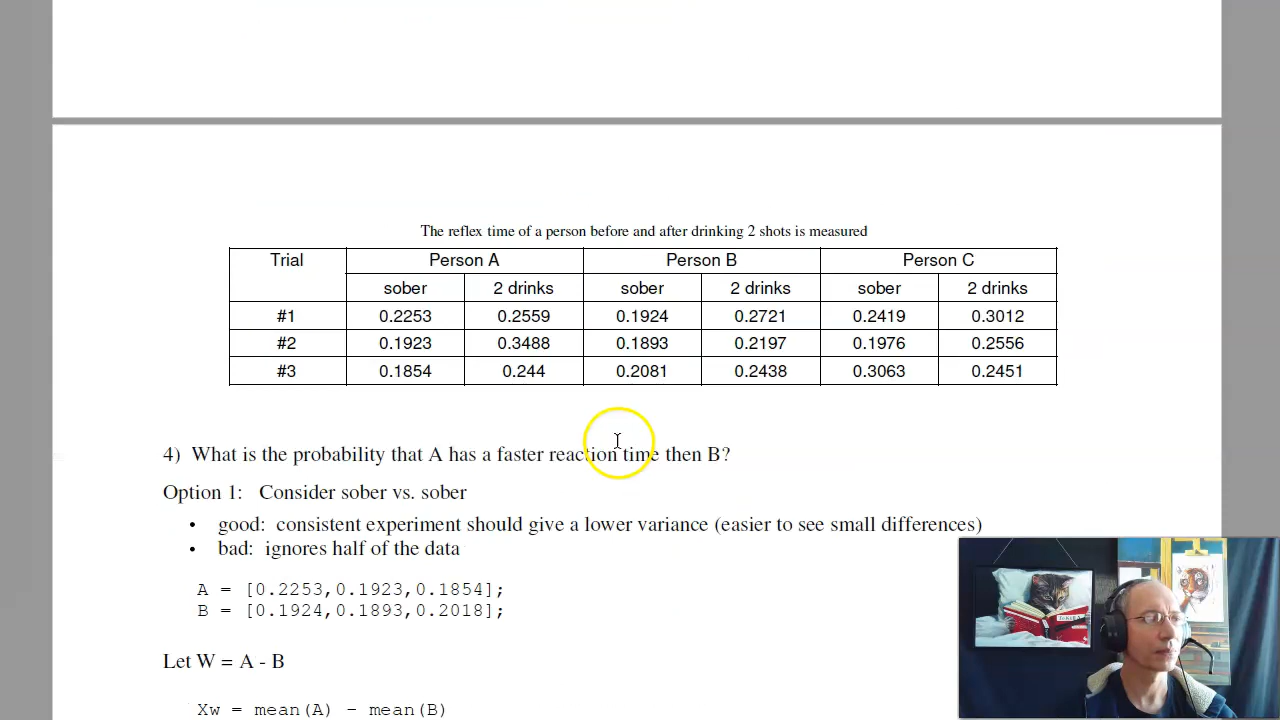 The reflex time of a person before and after drinking 2 shots is measured
Trial Person A Person B Person C
sober 2 drinks sober 2 drinks sober 2 drinks
#1 0.2253 0.2559 0.1924 0.2721 0.2419 0.3012
#2 0.1923 0.3488 0.1893 0.2197 0.1976 0.2556
#3 0.1854 0.244 0.2081 0.2438 0.3063 0.2451
4) What is the probability that A has a faster reaction time then B?
Option 1: Consider sober vs. sober
• good: consistent experiment should give a lower variance (easier to see small differences)
• bad: ignores half of the data
A = [0.2253,0.1923,0.1854];
B = [0.1924,0.1893,0.2018];
Let W = A - B
Xw = mean(A) - mean(B)